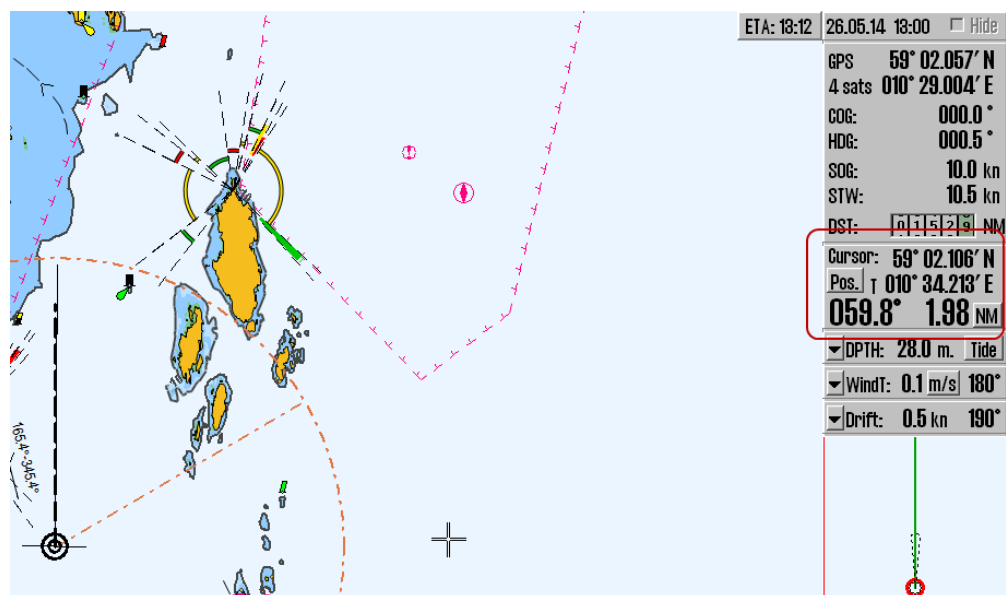 ETA: 13:12
26.05.14 13:00
Hide
GPS 59° 02.057′ N
4 sats 010° 29.004′ E
COG: 000.0 °
HDG: 000.5 °
SOG: 10.0 kn
STW: 10.5 kn
DST: 0 1 5 2 9 NM
Cursor: 59° 02.106′ N
Pos. T 010° 34.213′ E
059.8° 1.98 NM
DPTH: 28.0 m. Tide
WindT: 0.1 m/s 180°
Drift: 0.5 kn 190°
165.4°-345.4°